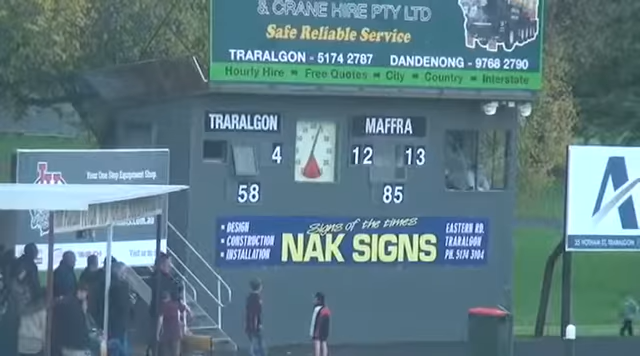 & CRANE HIRE PTY LTD
Safe Reliable Service
TRARALGON - 5174 2787 DANDENONG - 9768 2790
Hourly Hire Free Quotes City Country Interstate
TRARALGON MAFFRA
4 12 13
58 85
Your One Stop Equipment Shop
• DESIGN
• CONSTRUCTION
• INSTALLATION
Signs of the times
NAK SIGNS
EASTERN RD.
TRARALGON
PH. 5174 3104
A
TRARALGON